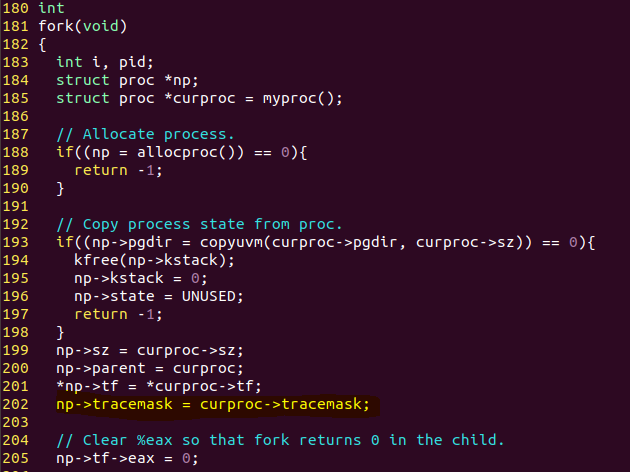 180 int
181 fork(void)
182 {
183   int i, pid;
184   struct proc *np;
185   struct proc *curproc = myproc();
186
187   // Allocate process.
188   if((np = allocproc()) == 0){
189     return -1;
190   }
191
192   // Copy process state from proc.
193   if((np->pgdir = copyuvm(curproc->pgdir, curproc->sz)) == 0){
194     kfree(np->kstack);
195     np->kstack = 0;
196     np->state = UNUSED;
197     return -1;
198   }
199   np->sz = curproc->sz;
200   np->parent = curproc;
201   *np->tf = *curproc->tf;
202   np->tracemask = curproc->tracemask;
203
204   // Clear %eax so that fork returns 0 in the child.
205   np->tf->eax = 0;